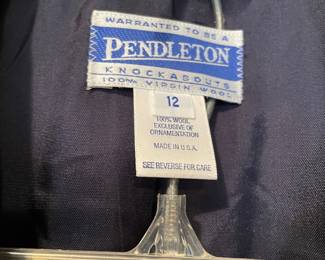 WARRANTED TO BE A
PENDLETON
KNOCKABOUTS
100% VIRGIN WOOL
12
100% WOOL
EXCLUSIVE OF
ORNAMENTATION
MADE IN U.S.A.
SEE REVERSE FOR CARE